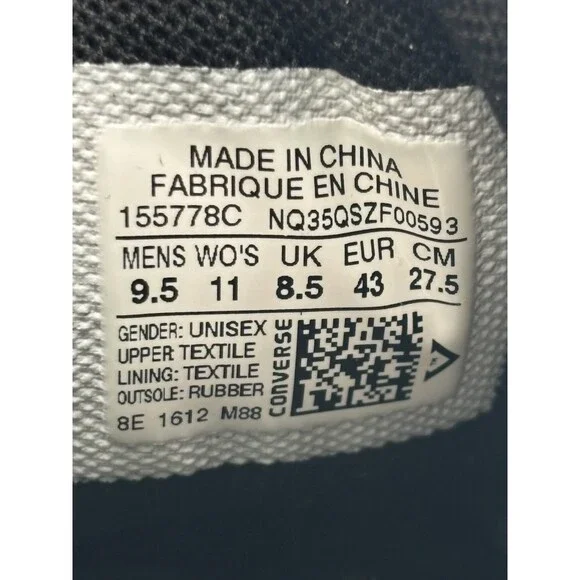 MADE IN CHINA
FABRIQUE EN CHINE
155778C NQ35QSZF00593
MENS WO'S UK EUR CM
9.5 11 8.5 43 27.5
GENDER: UNISEX
UPPER: TEXTILE
LINING: TEXTILE
OUTSOLE: RUBBER
8E 1612 M88
CONVERSE